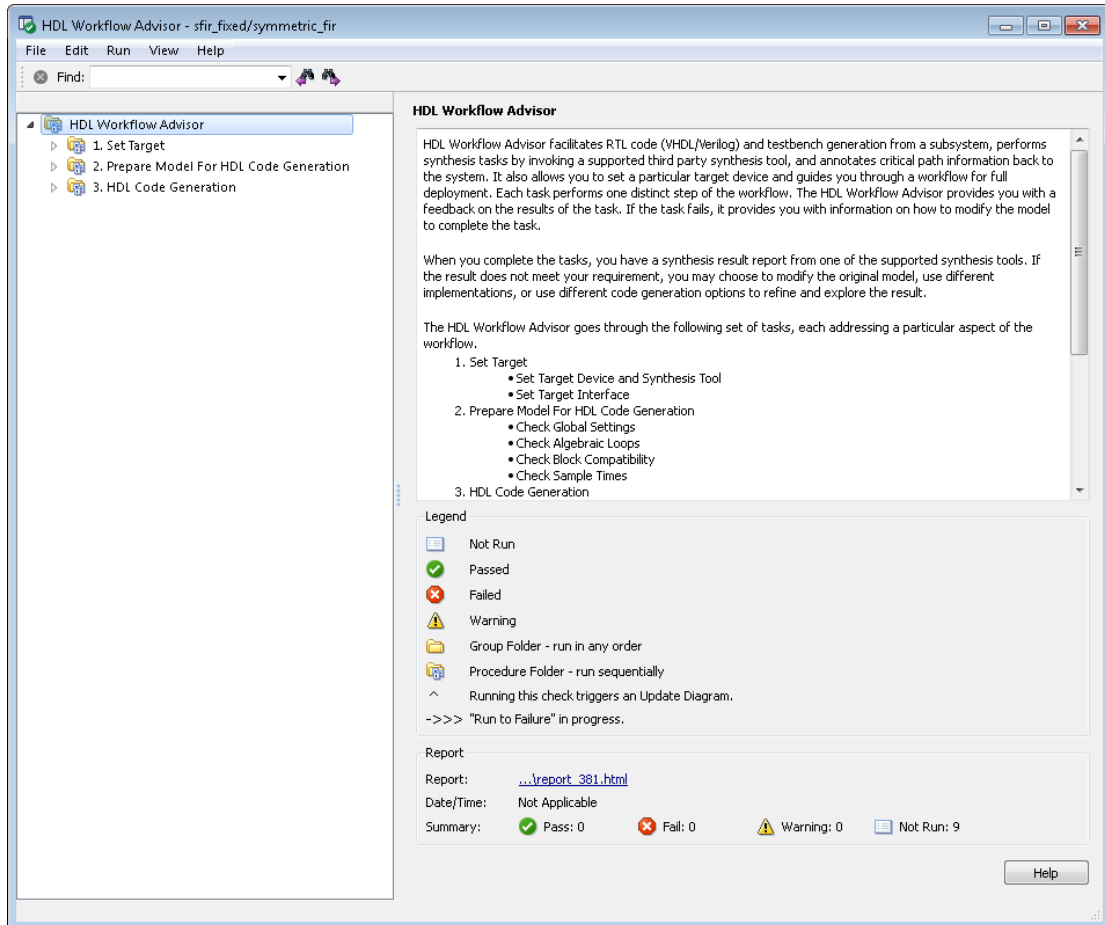 HDL Workflow Advisor - sfir_fixed/symmetric_fir
File Edit Run View Help
Find:
HDL Workflow Advisor
1. Set Target
2. Prepare Model For HDL Code Generation
3. HDL Code Generation
HDL Workflow Advisor
HDL Workflow Advisor facilitates RTL code (VHDL/Verilog) and testbench generation from a subsystem, performs
synthesis tasks by invoking a supported third party synthesis tool, and annotates critical path information back to
the system. It also allows you to set a particular target device and guides you through a workflow for full
deployment. Each task performs one distinct step of the workflow. The HDL Workflow Advisor provides you with a
feedback on the results of the task. If the task fails, it provides you with information on how to modify the model
to complete the task.
When you complete the tasks, you have a synthesis result report from one of the supported synthesis tools. If
the result does not meet your requirement, you may choose to modify the original model, use different
implementations, or use different code generation options to refine and explore the result.
The HDL Workflow Advisor goes through the following set of tasks, each addressing a particular aspect of the
workflow.
1. Set Target
• Set Target Device and Synthesis Tool
• Set Target Interface
2. Prepare Model For HDL Code Generation
• Check Global Settings
• Check Algebraic Loops
• Check Block Compatibility
• Check Sample Times
3. HDL Code Generation
Legend
Not Run
Passed
Failed
Warning
Group Folder - run in any order
Procedure Folder - run sequentially
^ Running this check triggers an Update Diagram.
->>> "Run to Failure" in progress.
Report
Report: ...\report_381.html
Date/Time: Not Applicable
Summary: Pass: 0 Fail: 0 Warning: 0 Not Run: 9
Help